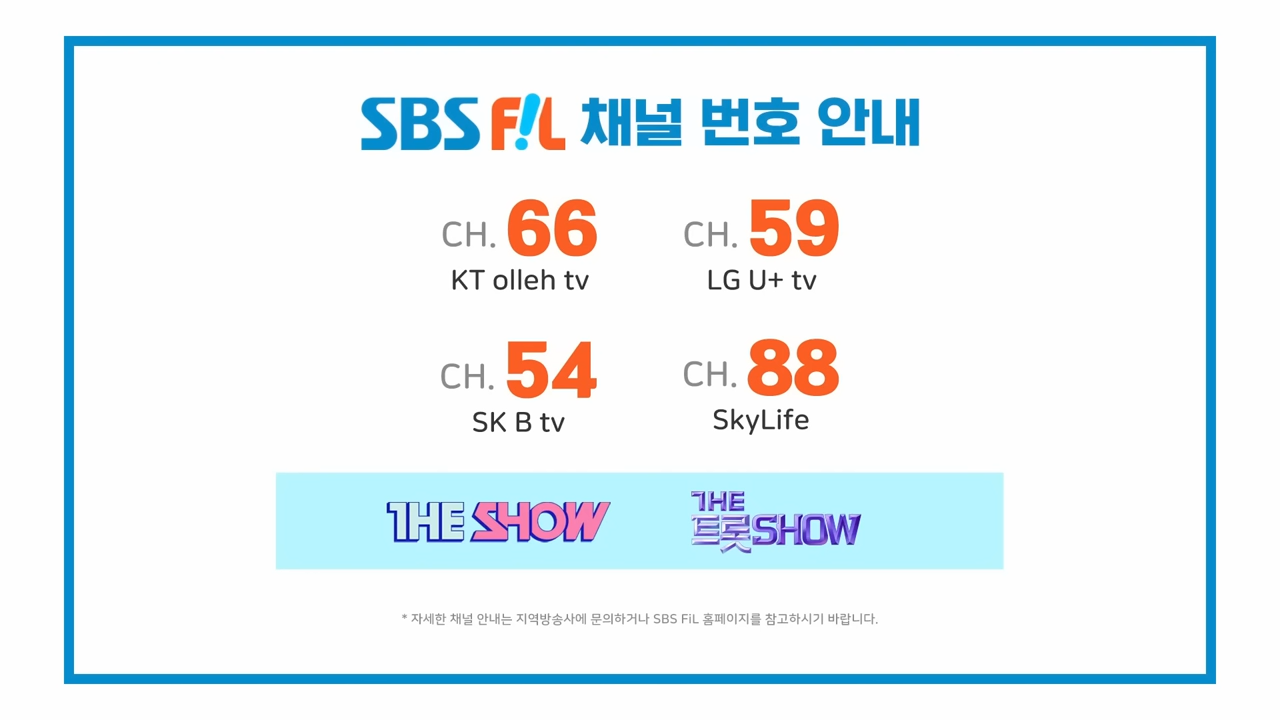 SBS F!L 채널 번호 안내
CH. 66
KT olleh tv
CH. 59
LG U+ tv
CH. 54
SK B tv
CH. 88
SkyLife
THE SHOW
THE
트롯SHOW
* 자세한 채널 안내는 지역방송사에 문의하거나 SBS FiL 홈페이지를 참고하시기 바랍니다.